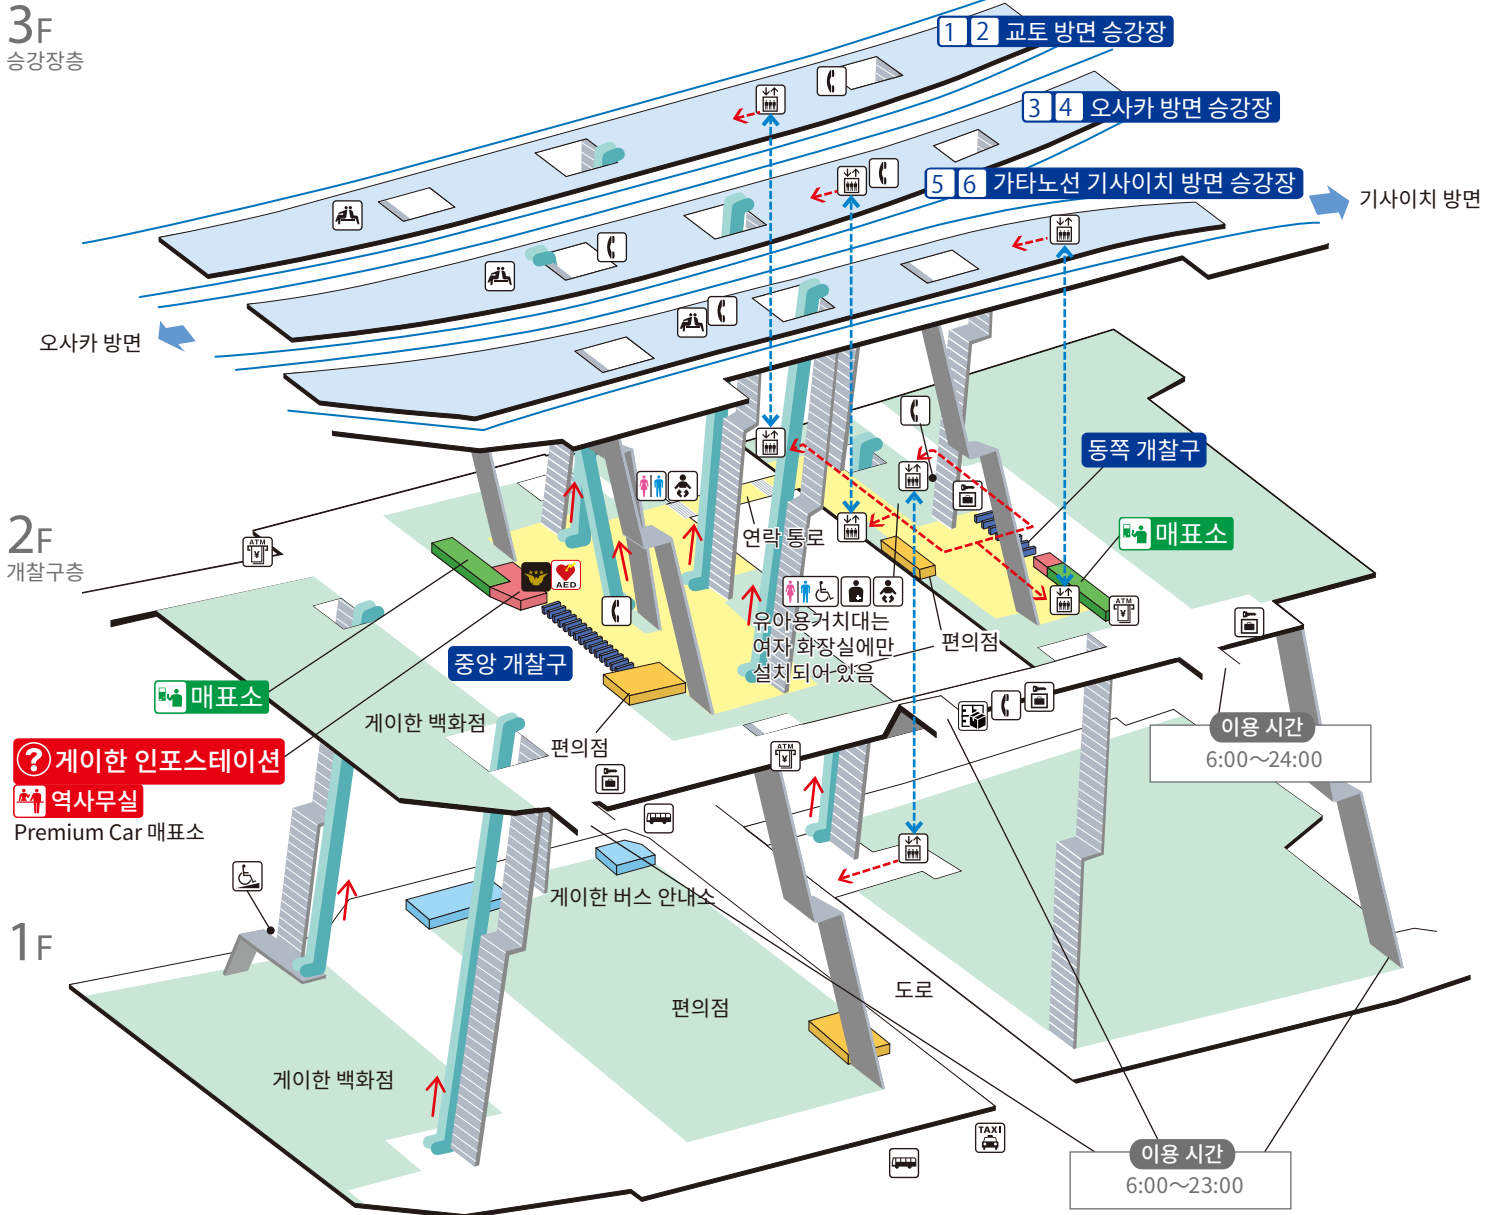 3F
승강장층
1 2 교토 방면 승강장
3 4 오사카 방면 승강장
5 6 가타노선 기사이치 방면 승강장
기사이치 방면
오사카 방면
동쪽 개찰구
2F
개찰구층
ATM
¥
연락 통로
매표소
AED
ATM
¥
유아용거치대는
여자 화장실에만
설치되어 있음
편의점
중앙 개찰구
매표소
게이한 백화점
편의점
ATM
¥
이용 시간
6:00～24:00
? 게이한 인포스테이션
역사무실
Premium Car 매표소
게이한 버스 안내소
1F
도로
편의점
게이한 백화점
TAXI
이용 시간
6:00～23:00